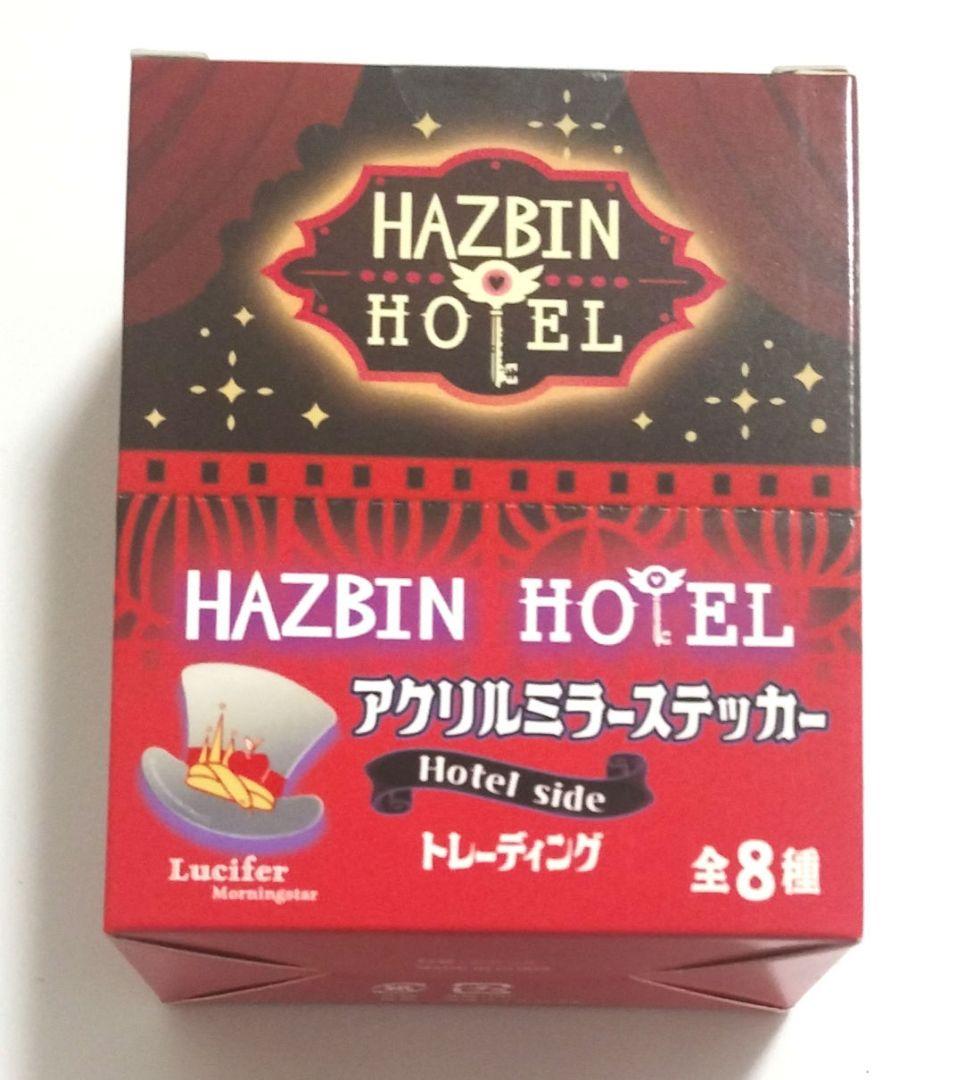 HAZBIN
HOTEL
HAZBIN HOTEL
アクリルミラーステッカー
Hotel side
トレーディング
全8種
Lucifer
Morningstar